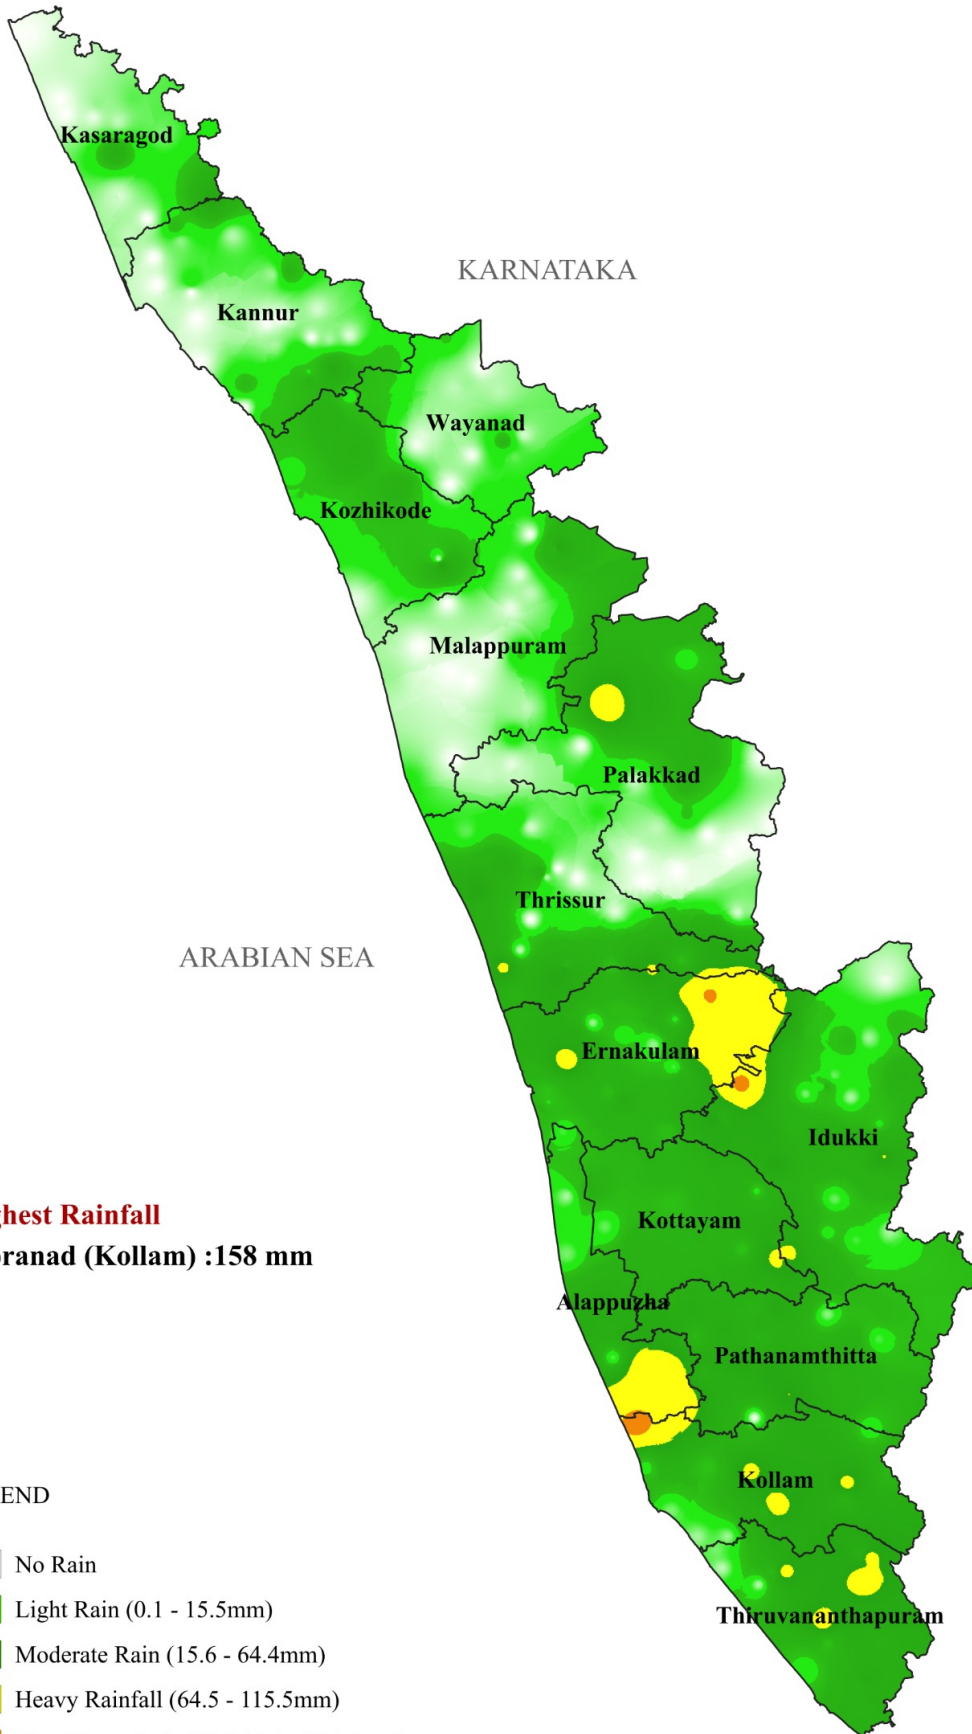 Kasaragod
KARNATAKA
Kannur
Wayanad
Kozhikode
Malappuram
Palakkad
Thrissur
ARABIAN SEA
Ernakulam
Idukki
hest Rainfall
Kottayam
ranad (Kollam) :158 mm
Alappuzha
Pathanamthitta
Kollam
END
No Rain
Light Rain (0.1 - 15.5mm)
Thiruvananthapuram
Moderate Rain (15.6 - 64.4mm)
Heavy Rainfall (64.5 - 115.5mm)